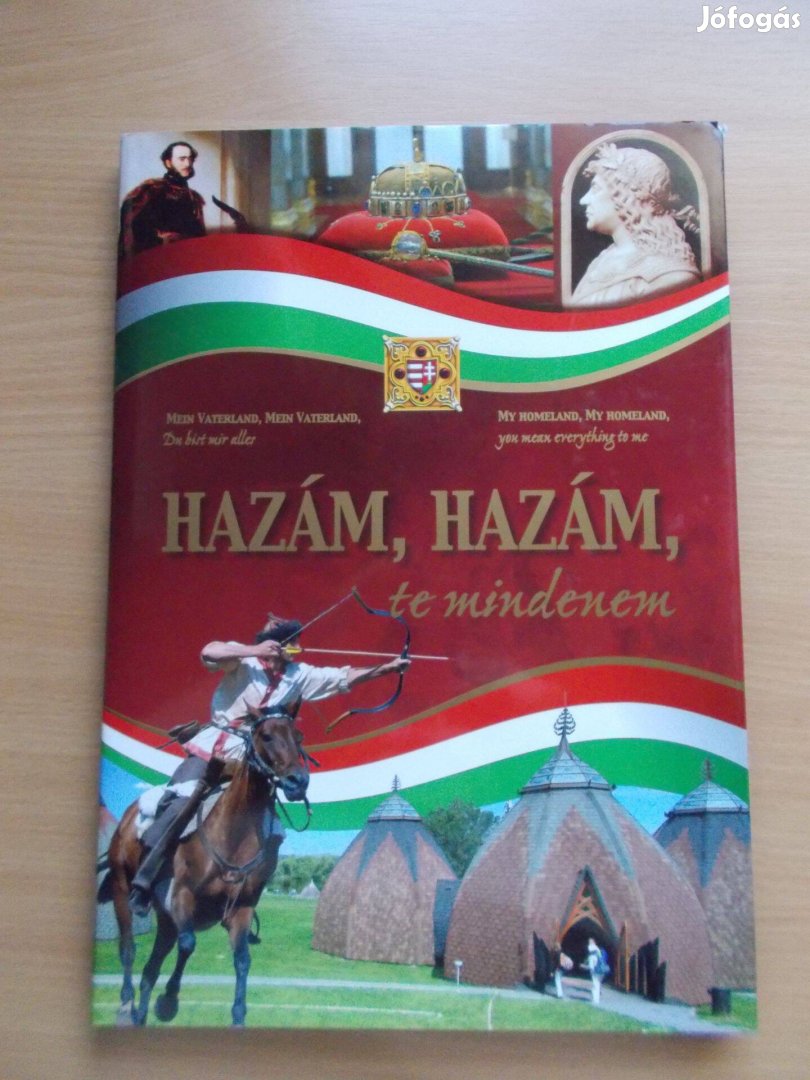 Jófogás
MEIN VATERLAND, MEIN VATERLAND,
Du bist mir alles
MY HOMELAND, MY HOMELAND,
you mean everything to me
HAZÁM, HAZÁM,
te mindenem